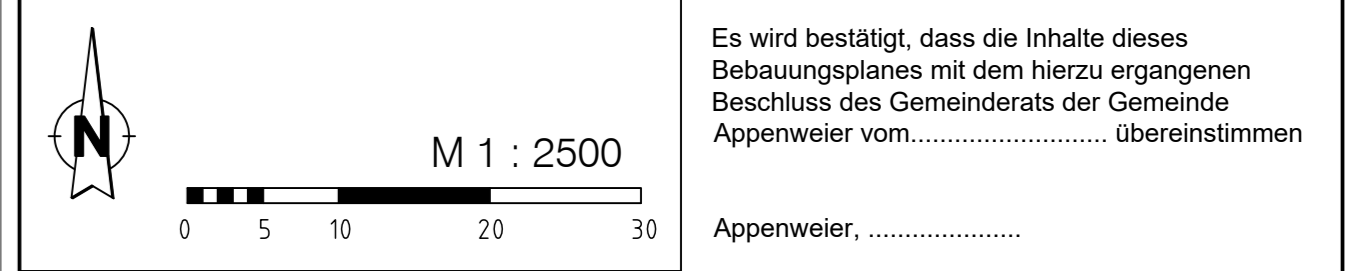 N
M 1 : 2500
0 5 10 20 30
Es wird bestätigt, dass die Inhalte dieses
Bebauungsplanes mit dem hierzu ergangenen
Beschluss des Gemeinderats der Gemeinde
Appenweier vom........................... übereinstimmen
Appenweier, .....................